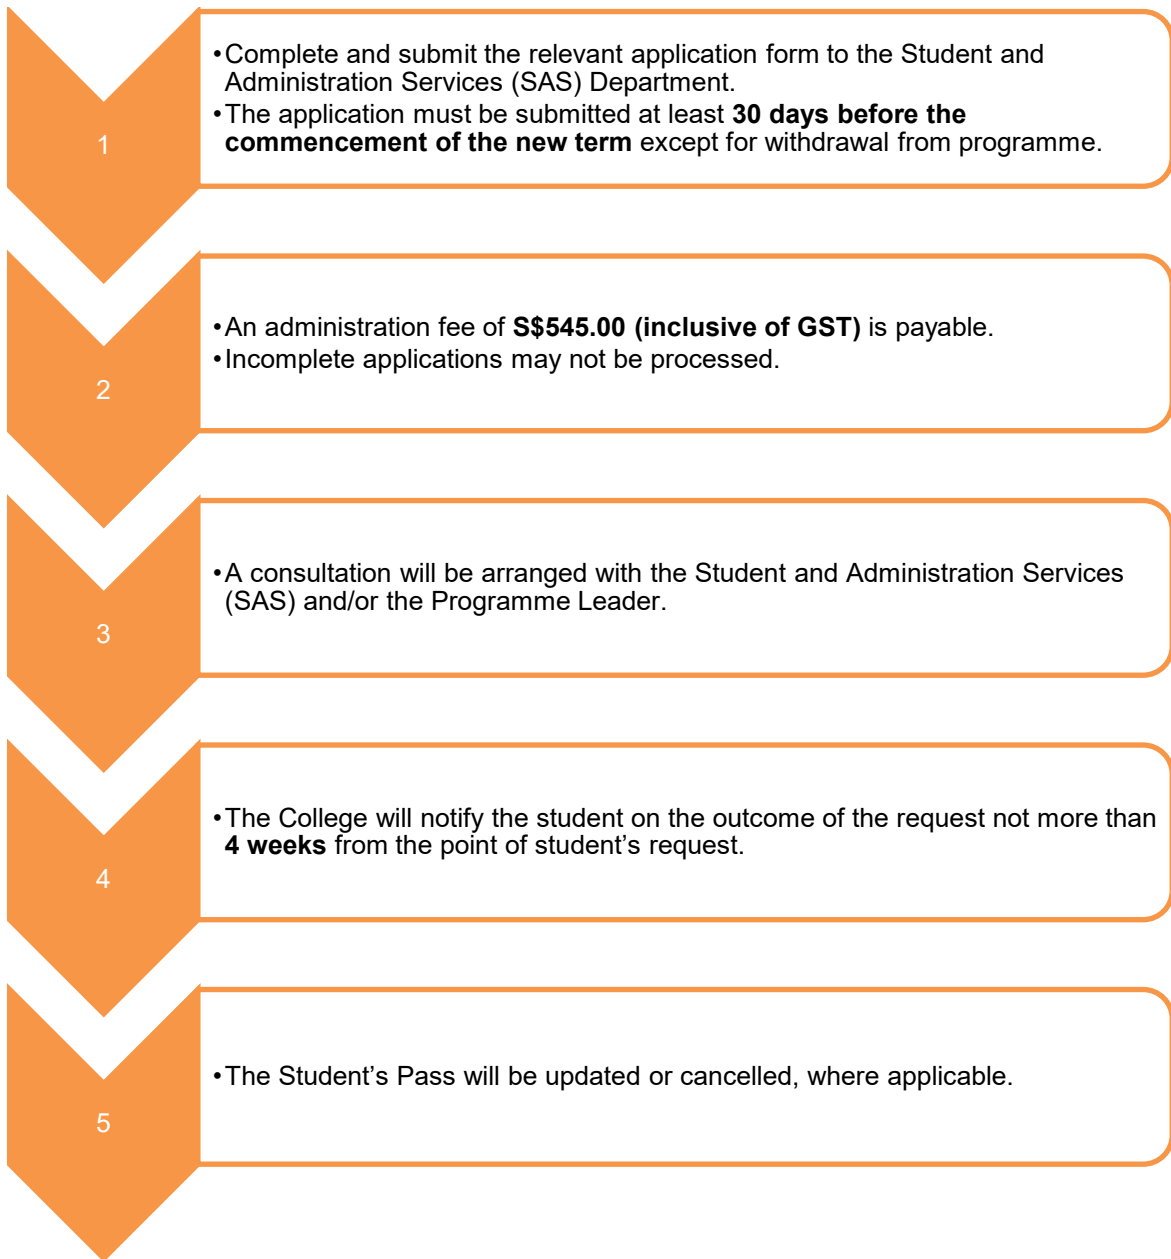 1
•Complete and submit the relevant application form to the Student and
Administration Services (SAS) Department.
•The application must be submitted at least 30 days before the
commencement of the new term except for withdrawal from programme.
2
•An administration fee of S$545.00 (inclusive of GST) is payable.
•Incomplete applications may not be processed.
3
•A consultation will be arranged with the Student and Administration Services
(SAS) and/or the Programme Leader.
4
•The College will notify the student on the outcome of the request not more than
4 weeks from the point of student’s request.
5
•The Student’s Pass will be updated or cancelled, where applicable.